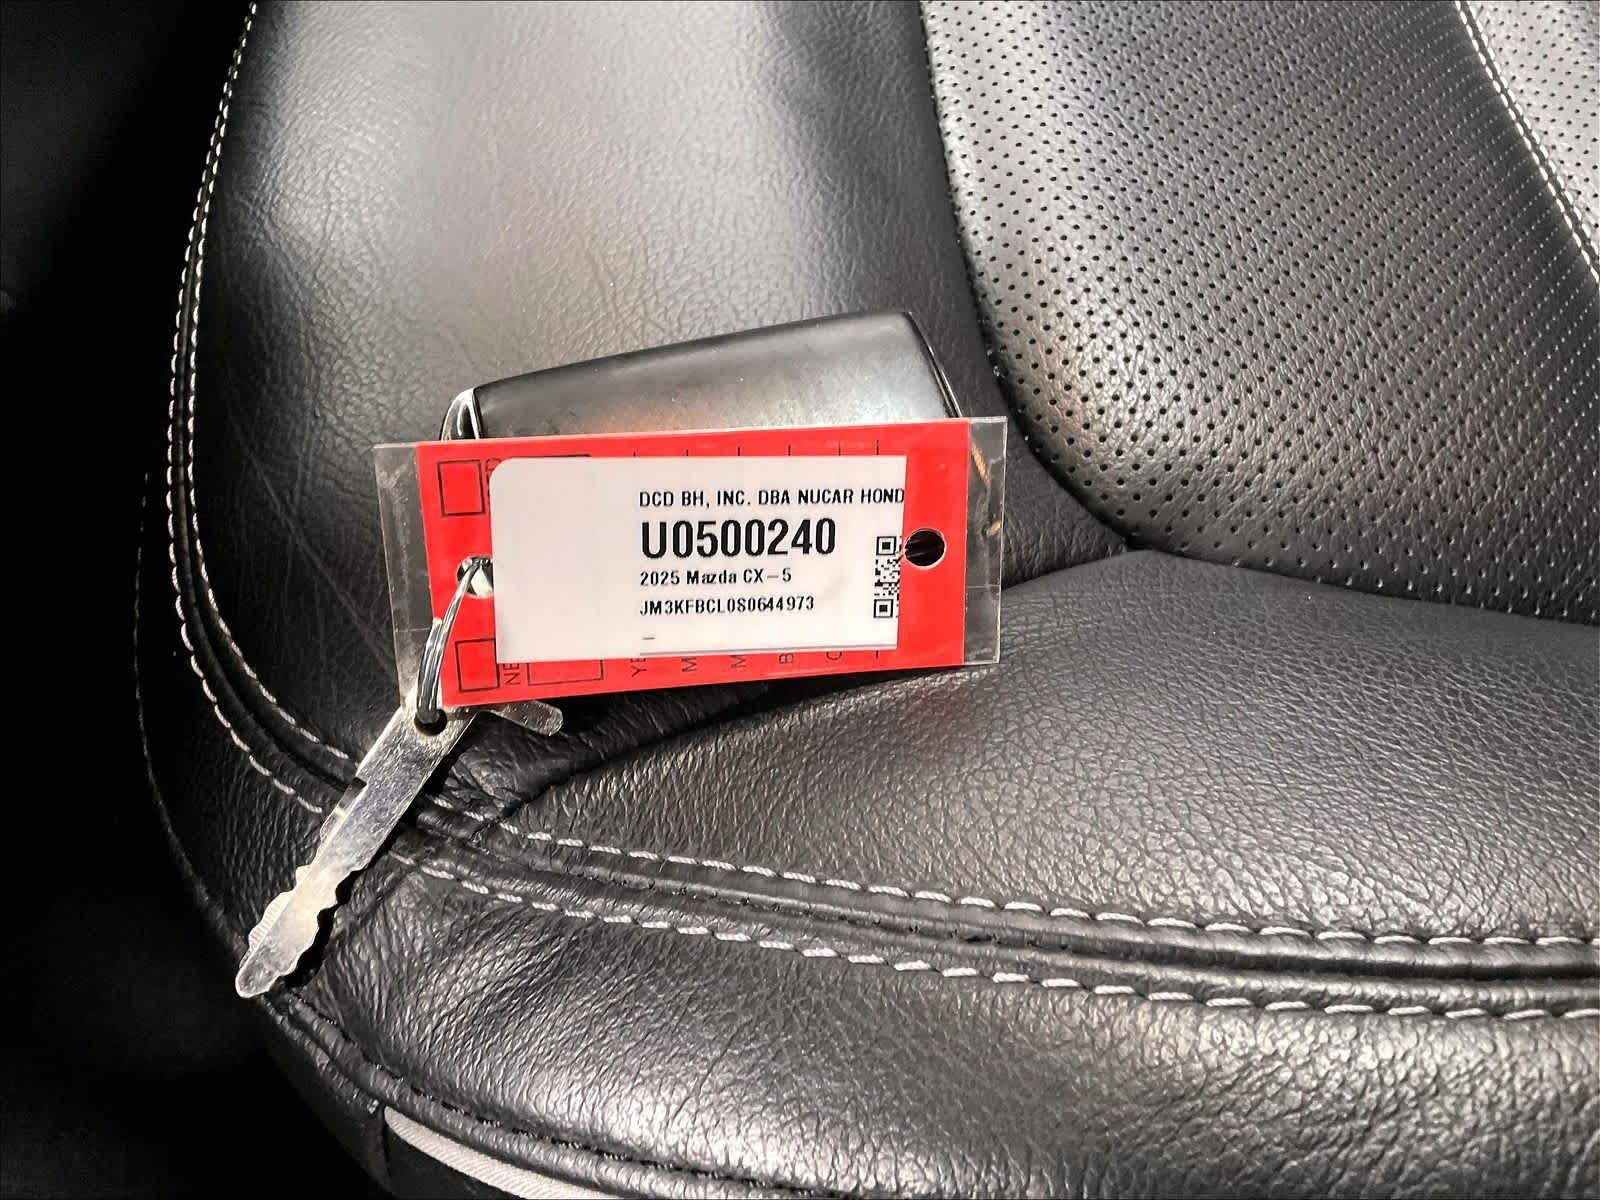 DCD BH, INC. DBA NUCAR HOND
U0500240
2025 Mazda CX-5
JM3KFBCL0S0644973